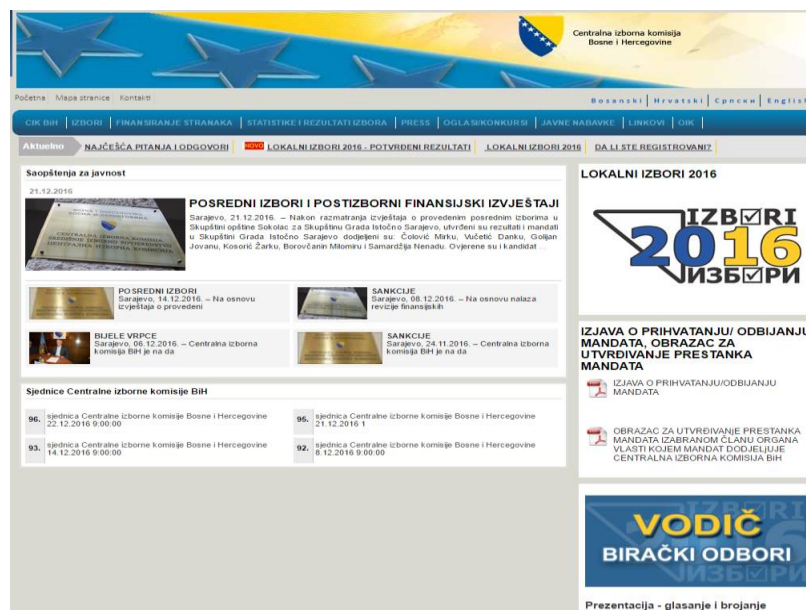 Centralna izborna komisija
Bosne i Hercegovine
Početna Mapa stranice Kontakti
Bosanski Hrvatski Српски English
CIK BiH IZBORI FINANSIRANJE STRANAKA STATISTIKE I REZULTATI IZBORA PRESS OGLASI/KONKURSI JAVNE NABAVKE LINKOVI OIK
Aktuelno NAJČEŠĆA PITANJA I ODGOVORI NOVO LOKALNI IZBORI 2016 - POTVRĐENI REZULTATI LOKALNI IZBORI 2016 DA LI STE REGISTROVANI?
Saopštenja za javnost
21.12.2016
POSREDNI IZBORI I POSTIZBORNI FINANSIJSKI IZVJEŠTAJI
Sarajevo, 21.12.2016. – Nakon razmatranja izvještaja o provedenim posrednim izborima u
Skupštini opštine Sokolac za Skupštinu Grada Istočno Sarajevo, utvrđeni su rezultati i mandati
u Skupštini Grada Istočno Sarajevo dodjeljeni su: Čolović Mirku, Vučetić Danku, Golijan
Jovanu, Kosorić Žarku, Borovčanin Milomiru i Samardžija Nenadu. Ovjerene su i kandidat ...
CENTRALNA IZBORNA KOMISIJA
POSREDNI IZBORI
Sarajevo, 14.12.2016. – Na osnovu
izvještaja o provedeni
SANKCIJE
Sarajevo, 08.12.2016. – Na osnovu nalaza
revizije finansijskih
BIJELE VRPCE
Sarajevo, 06.12.2016. – Centralna izborna
komisija BiH je na da
SANKCIJE
Sarajevo, 24.11.2016. – Centralna izborna
komisija BiH je na da
Sjednice Centralne izborne komisije BiH
96. sjednica Centralne izborne komisije Bosne i Hercegovine
22.12.2016 9:00:00
95. sjednica Centralne izborne komisije Bosne i Hercegovine
21.12.2016 1
93. sjednica Centralne izborne komisije Bosne i Hercegovine
14.12.2016 9:00:00
92. sjednica Centralne izborne komisije Bosne i Hercegovine
8.12.2016 9:00:00
LOKALNI IZBORI 2016
IZBORI
2016
ИЗБОРИ
IZJAVA O PRIHVATANJU/ ODBIJANJU
MANDATA, OBRAZAC ZA
UTVRĐIVANJE PRESTANKA
MANDATA
IZJAVA O PRIHVATANJU/ODBIJANJU
MANDATA
OBRAZAC ZA UTVRĐIVANJE PRESTANKA
MANDATA IZABRANOM ČLANU ORGANA
VLASTI KOJEM MANDAT DODJELJUJE
CENTRALNA IZBORNA KOMISIJA BiH
VODIČ
BIRAČKI ODBORI
Prezentacija - glasanje i brojanje